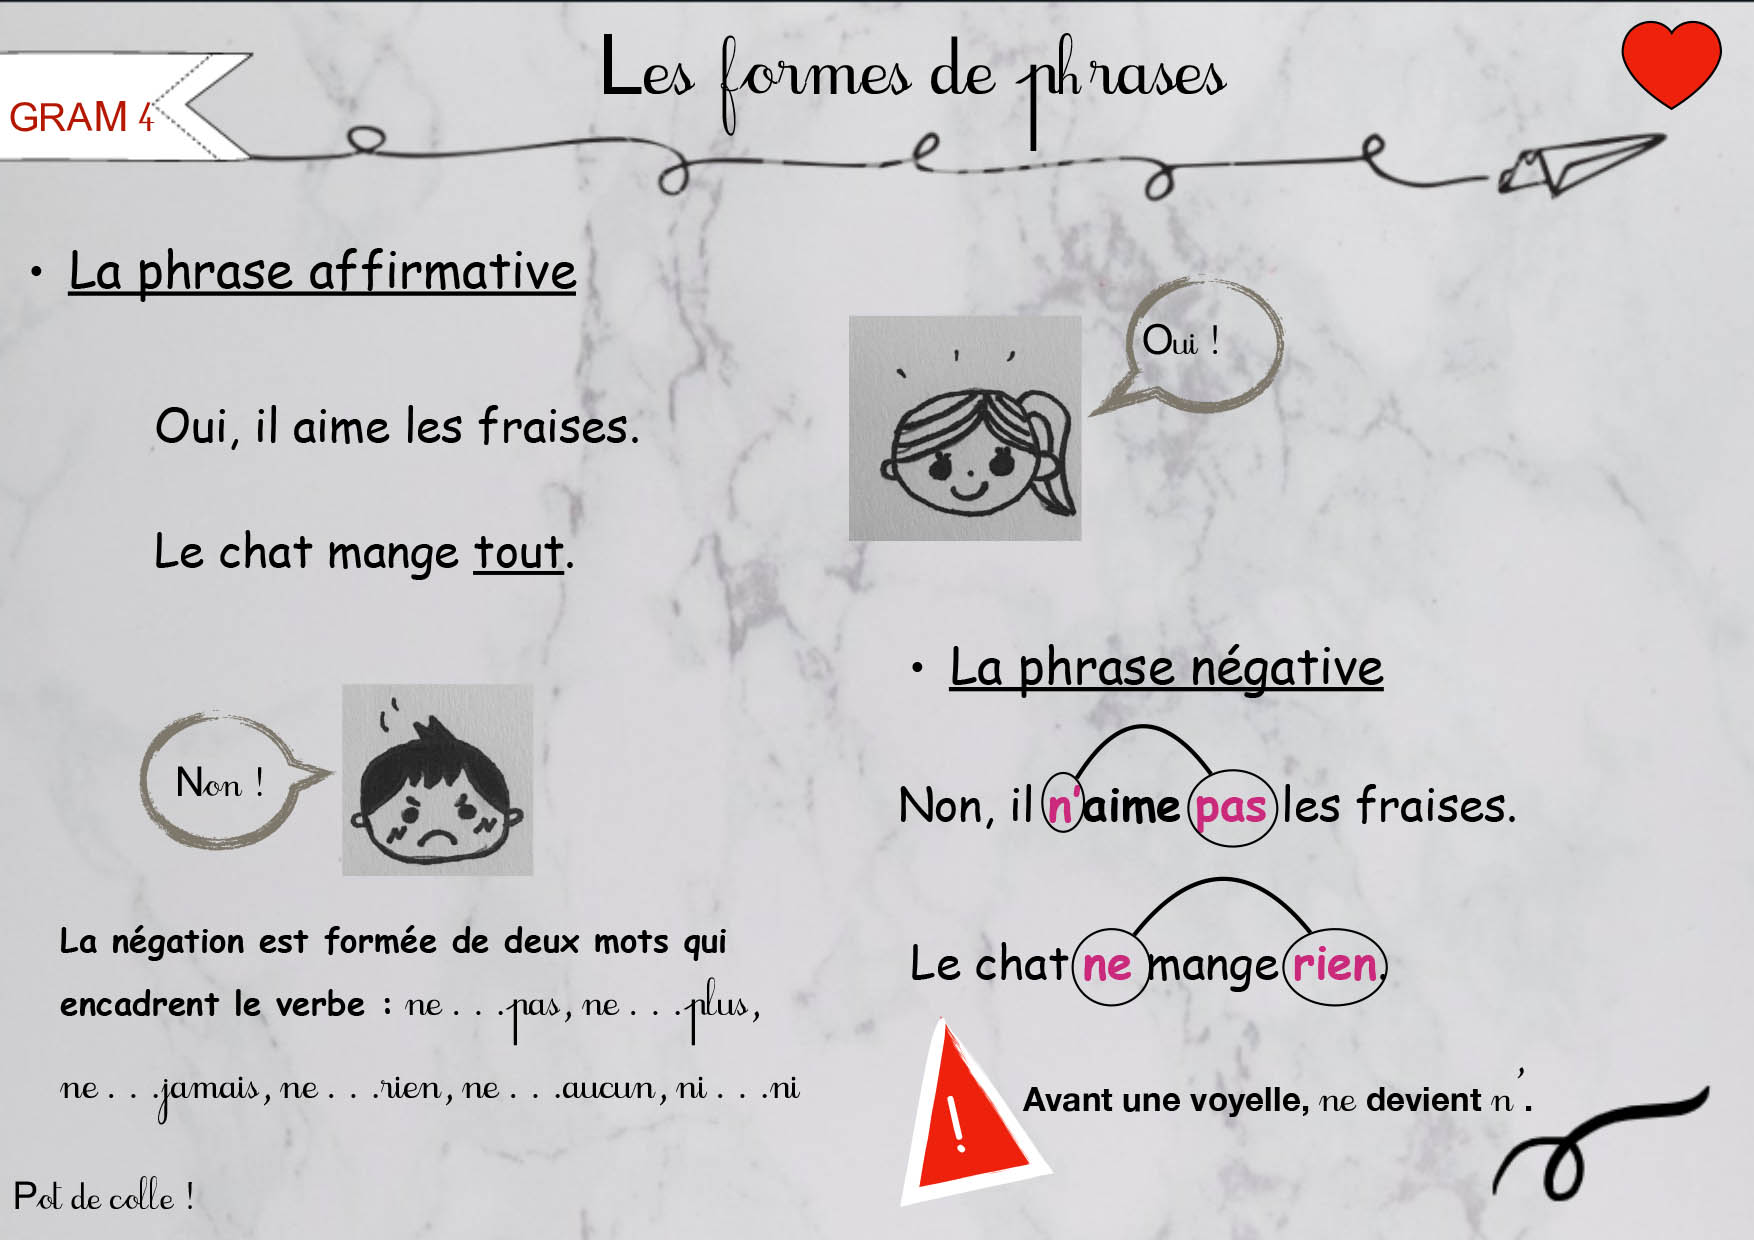 Les formes de phrases
GRAM 4
• La phrase affirmative
Oui !
Oui, il aime les fraises.
Le chat mange tout.
Non !
• La phrase négative
Non, il n'aime pas les fraises.
Le chat ne mange rien.
La négation est formée de deux mots qui
encadrent le verbe : ne . . .pas, ne . . .plus,
ne . . .jamais, ne . . .rien, ne . . .aucun, ni . . .ni
!
Avant une voyelle, ne devient n'.
Pot de colle !